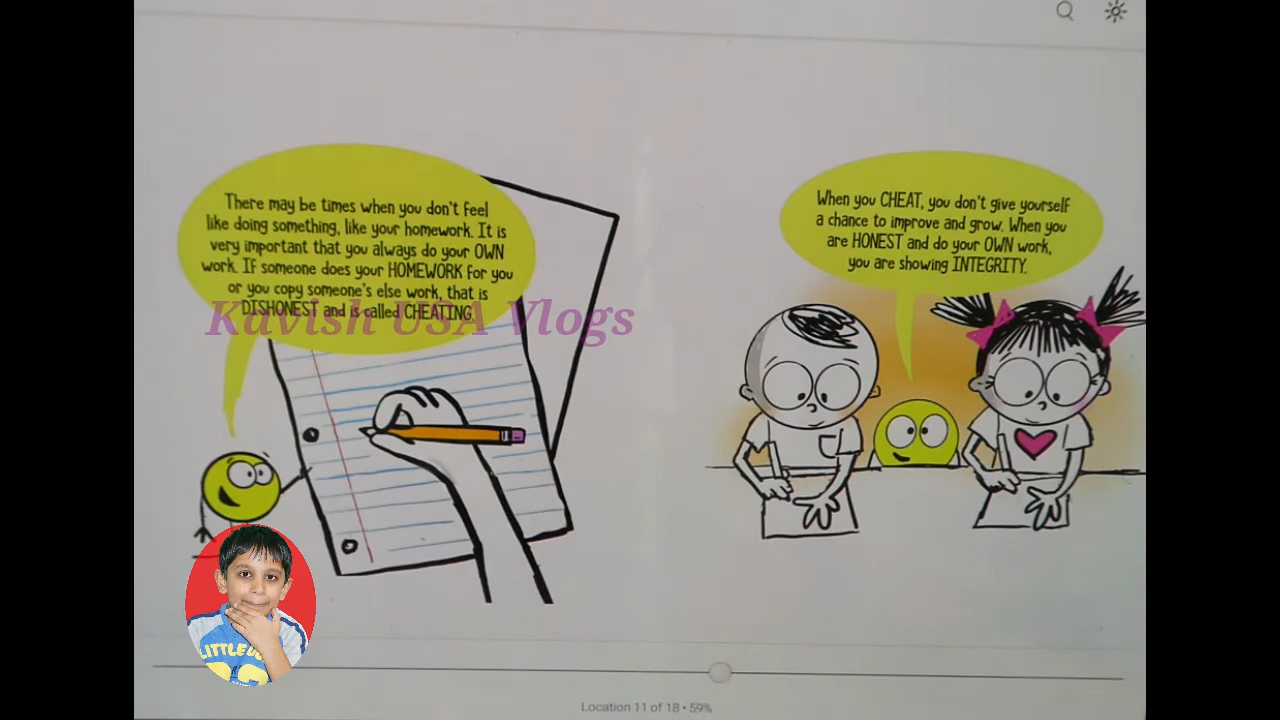 There may be times when you don't feel
like doing something, like your homework. It is
very important that you always do your OWN
work. IF someone does your HOMEWORK for you
or you copy someone's else work, that is
DISHONEST and is called CHEATING.
When you CHEAT, you don't give yourself
a chance to improve and grow. When you
are HONEST and do your OWN work,
you are showing INTEGRITY.
Kavish USA Vlogs
LITTLE
Location 11 of 18 • 59%